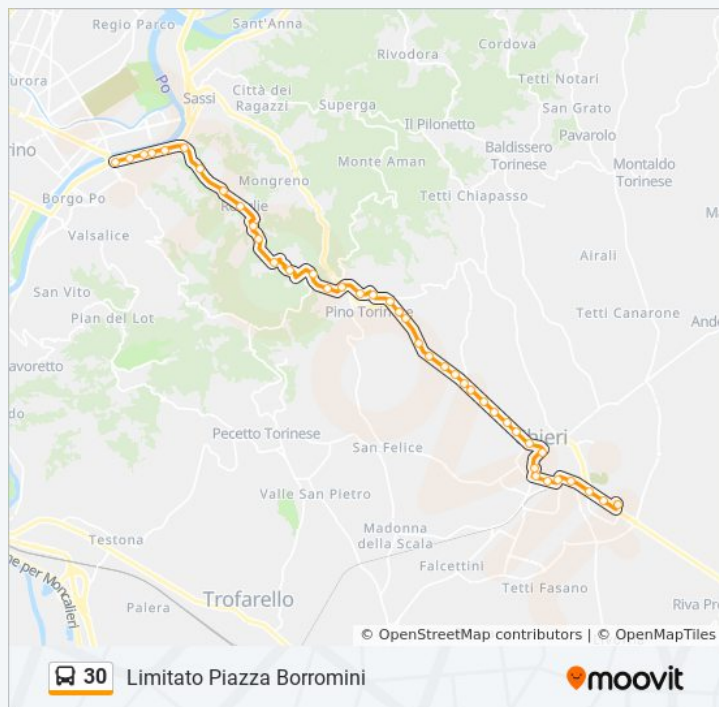 Regio Parco
Sant'Anna
Cordova
Rivodora
Tetti Notari
Po
Città dei
Ragazzi
Sassi
Superga
San Grato
Il Pilonetto
Pavarolo
Baldissero
Torinese
Monte Aman
Montaldo
Torinese
Mongreno
Tetti Chiapasso
Borgo Po
Valsalice
Airali
San Vito
Pian del Lot
Pino Torinese
Tetti Canarone
Pecetto Torinese
San Felice
Valle San Pietro
Testona
Madonna
della Scala
Falcettini
Tetti Fasano
Palera
Trofarello
© OpenStreetMap contributors | © OpenMapTiles
30 Limitato Piazza Borromini
moovit